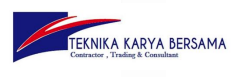 TEKNIKA KARYA BERSAMA
Contractor , Trading & Consultant